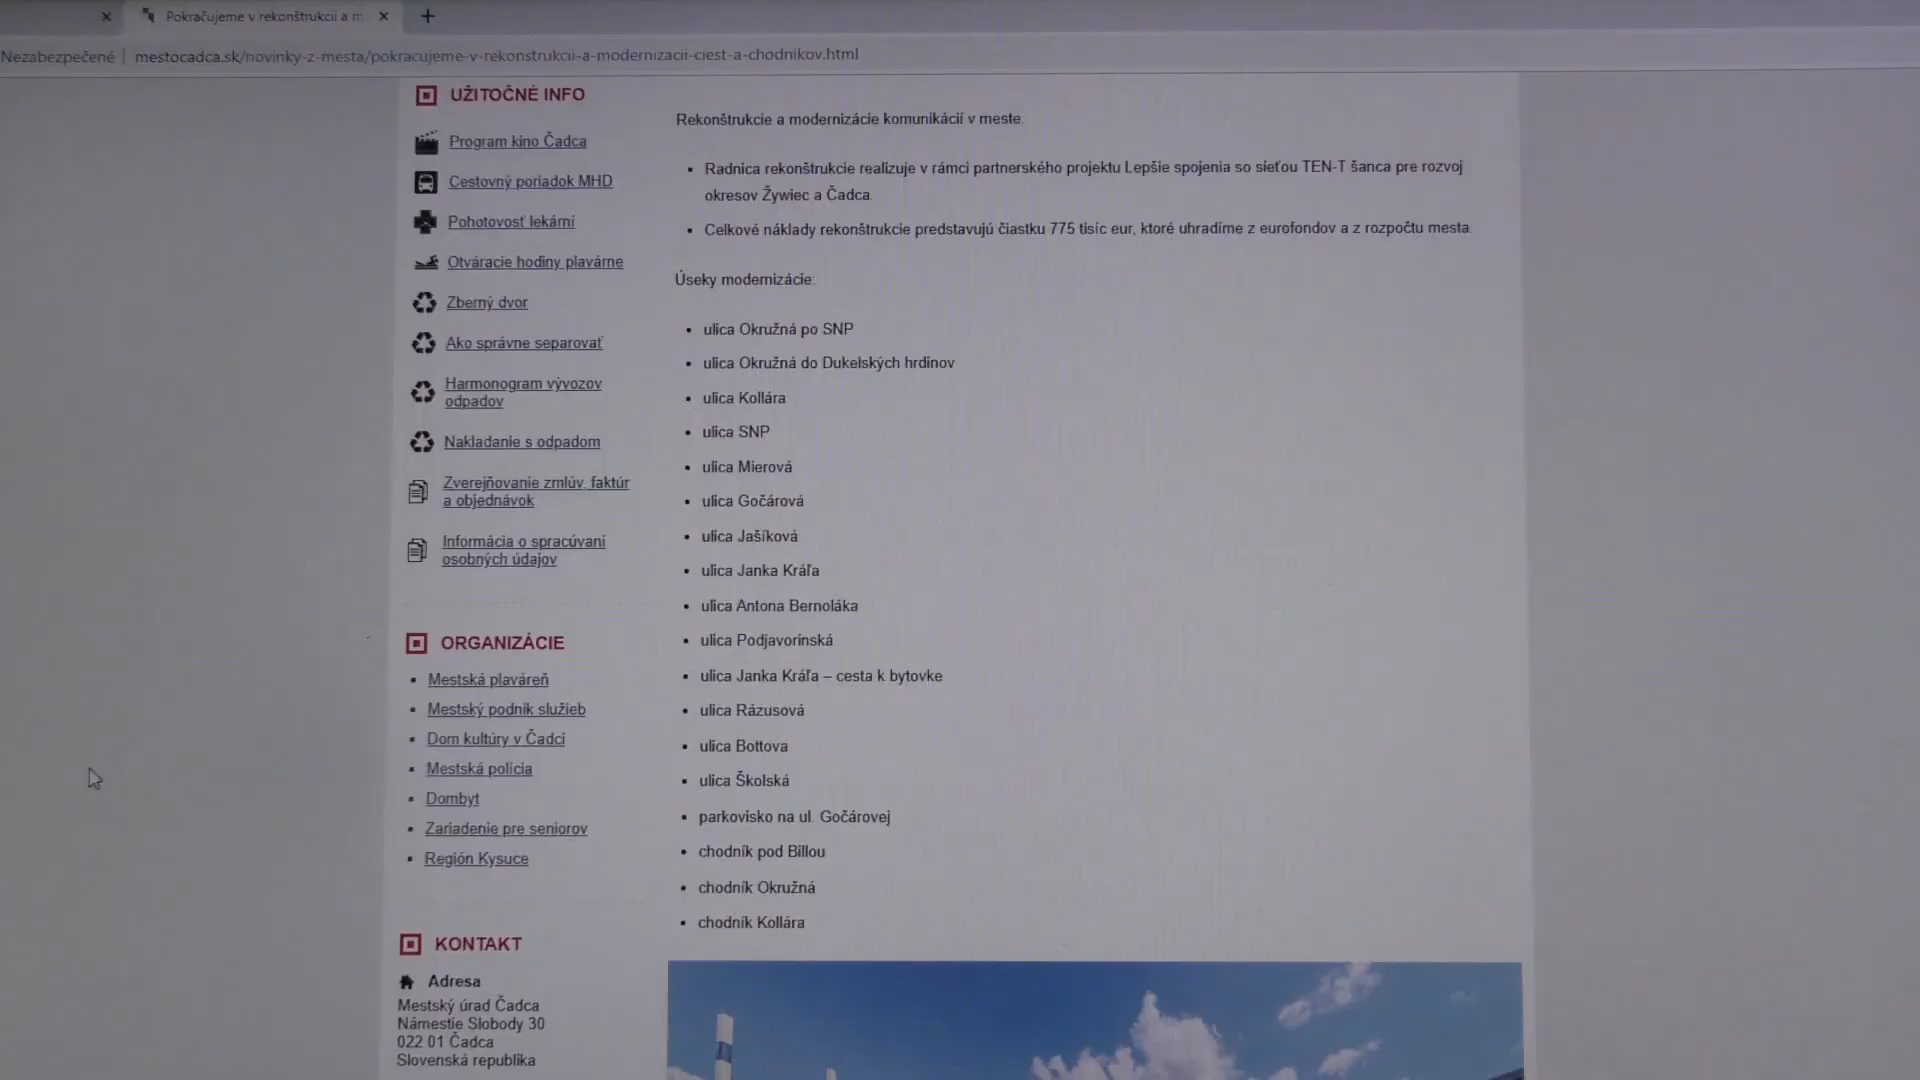 Pokračujeme v rekonštrukcii a m
Nezabezpečené
mestocadca.sk/novinky-z-mesta/pokracujeme-v-rekonstrukcii-a-modernizacii-ciest-a-chodnikov.html
UŽITOČNÉ INFO
Program kino Čadca
Cestovný poriadok MHD
Pohotovosť lekární
Otváracie hodiny plavárne
Zberný dvor
Ako správne separovať
Harmonogram vývozov
odpadov
Nakladanie s odpadom
Zverejňovanie zmlúv, faktúr
a objednávok
Informácia o spracúvaní
osobných údajov
ORGANIZÁCIE
Mestská plaváreň
Mestský podnik služieb
Dom kultúry v Čadci
Mestská polícia
Dombyt
Zariadenie pre seniorov
Región Kysuce
KONTAKT
Adresa
Mestský úrad Čadca
Námestie Slobody 30
022 01 Čadca
Slovenská republika
Rekonštrukcie a modernizácie komunikácií v meste:
Radnica rekonštrukcie realizuje v rámci partnerského projektu Lepšie spojenia so sieťou TEN-T šanca pre rozvoj
okresov Żywiec a Čadca.
Celkové náklady rekonštrukcie predstavujú čiastku 775 tisíc eur, ktoré uhradíme z eurofondov a z rozpočtu mesta.
Úseky modernizácie:
ulica Okružná po SNP
ulica Okružná do Dukelských hrdinov
ulica Kollára
ulica SNP
ulica Mierová
ulica Gočárová
ulica Jašíková
ulica Janka Kráľa
ulica Antona Bernoláka
ulica Podjavorinská
ulica Janka Kráľa – cesta k bytovke
ulica Rázusová
ulica Bottova
ulica Školská
parkovisko na ul. Gočárovej
chodník pod Billou
chodník Okružná
chodník Kollára